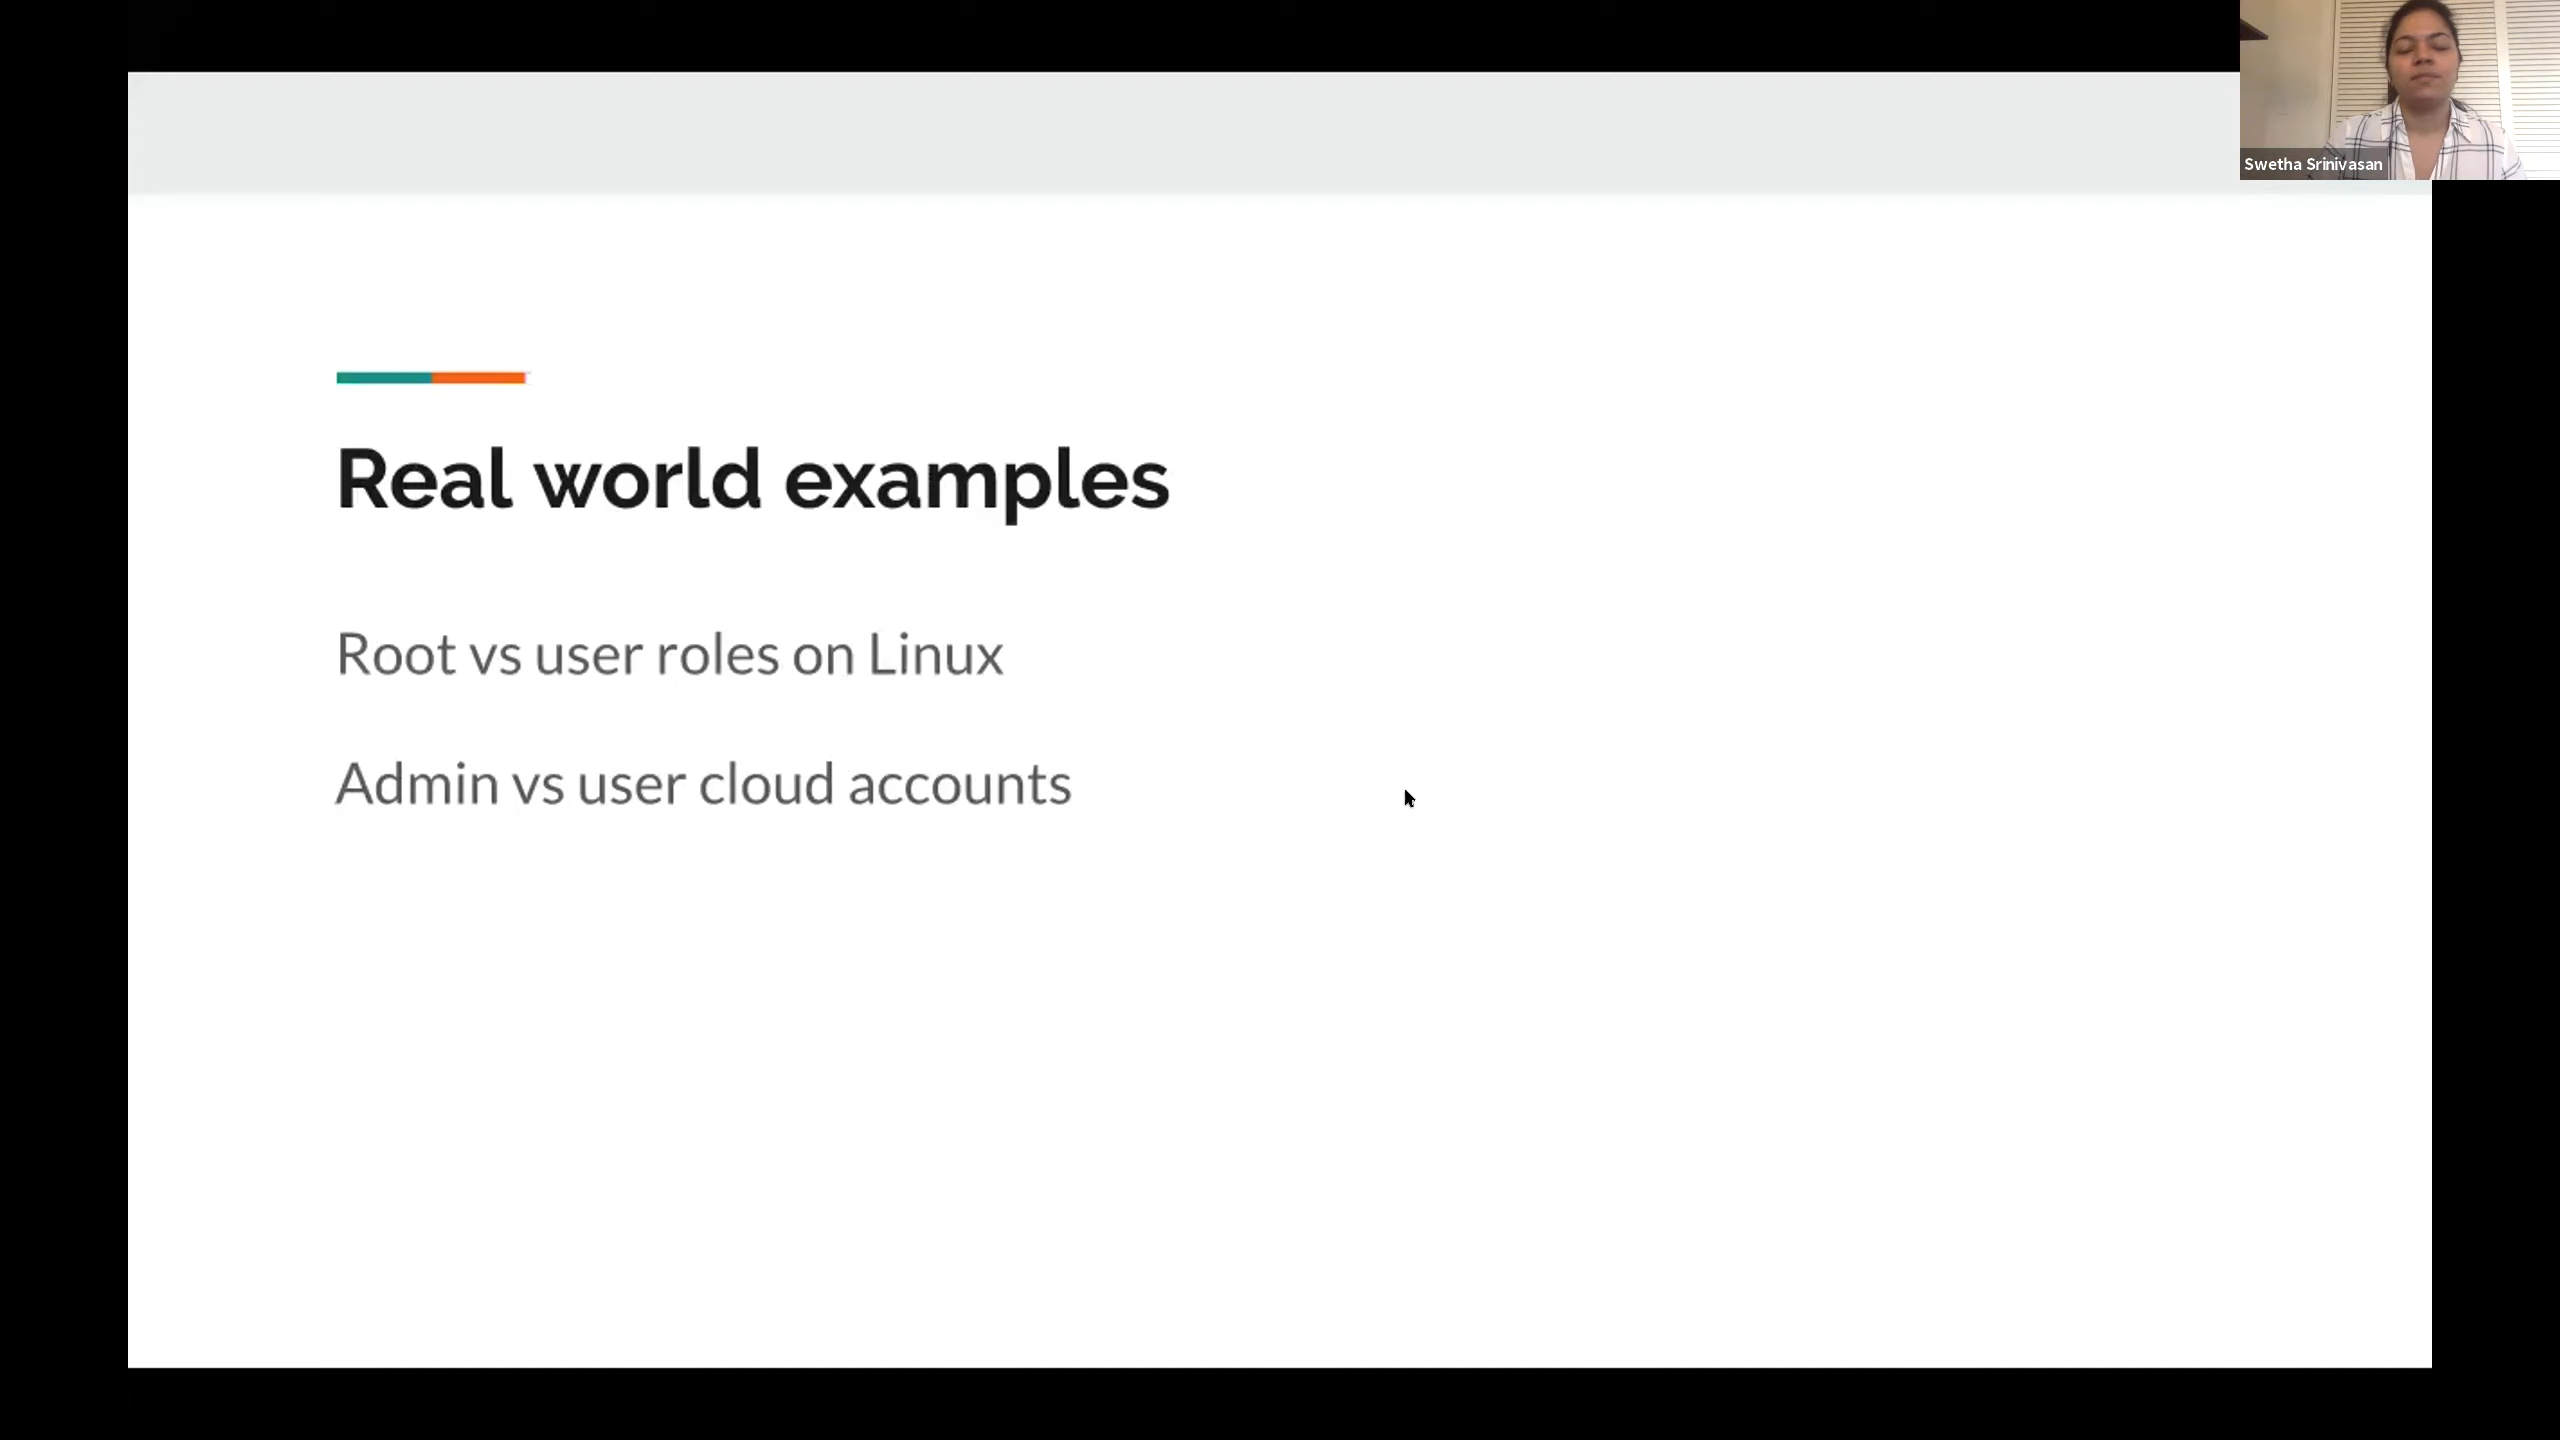 Swetha Srinivasan
Real world examples
Root vs user roles on Linux
Admin vs user cloud accounts